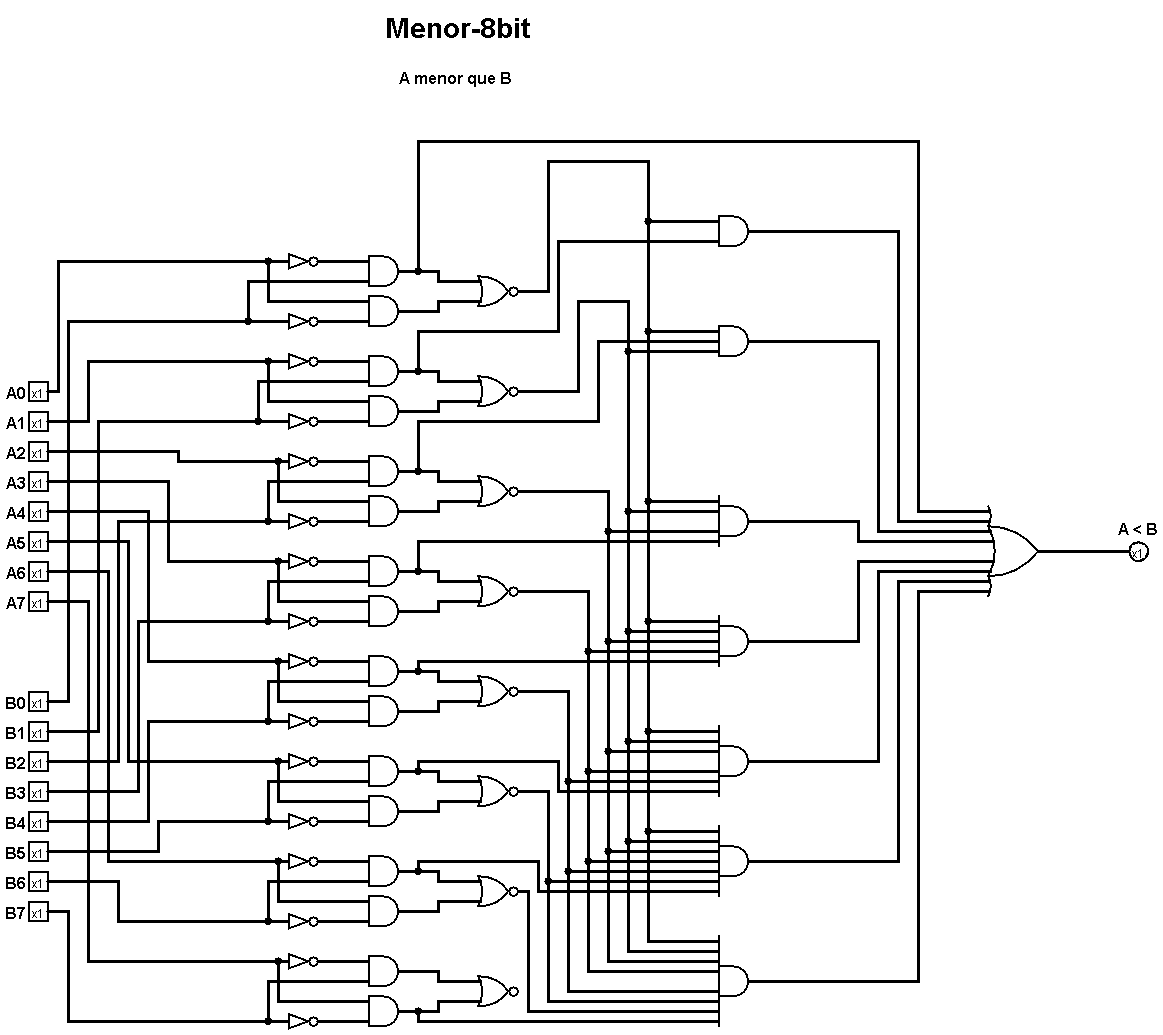 Menor-8bit
A menor que B
A0 x1
A1 x1
A2 x1
A3 x1
A4 x1
A5 x1
A6 x1
A7 x1
A < B
x1
B0 x1
B1 x1
B2 x1
B3 x1
B4 x1
B5 x1
B6 x1
B7 x1